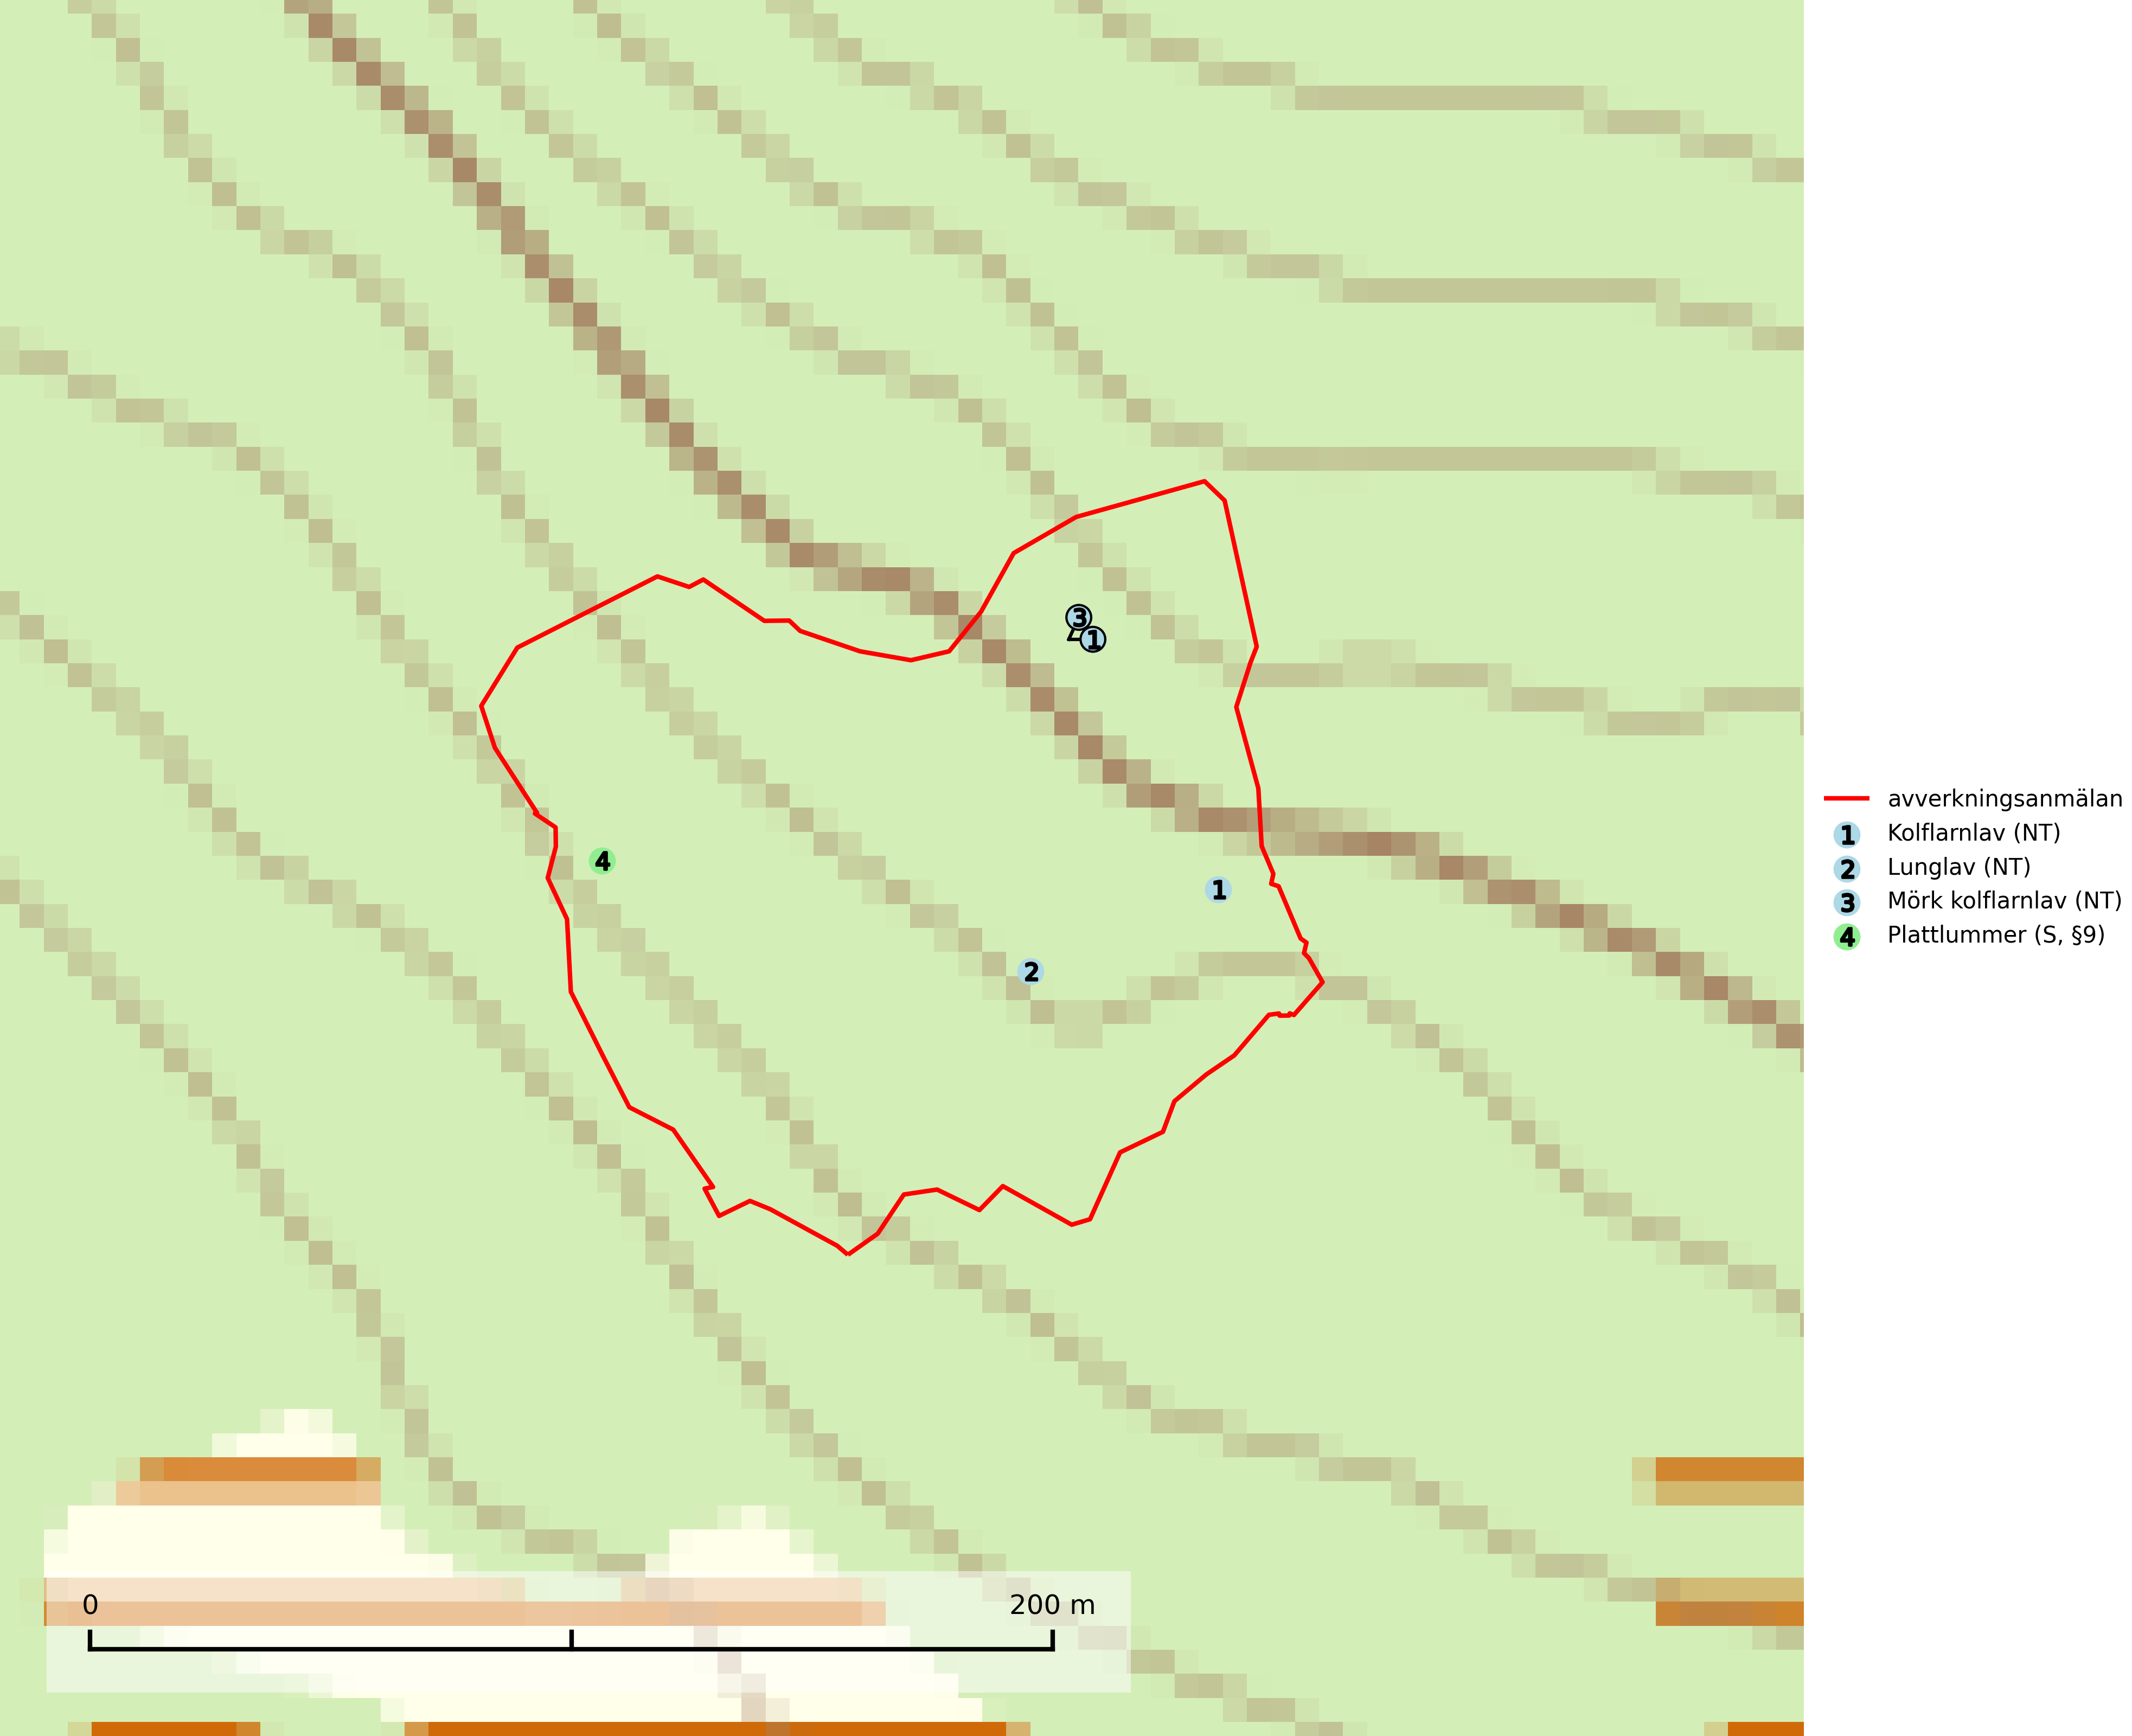 3
1
4
1
2
avverkningsanmälan
1 Kolflarnlav (NT)
2 Lunglav (NT)
3 Mörk kolflarnlav (NT)
4 Plattlummer (S, §9)
0 200 m